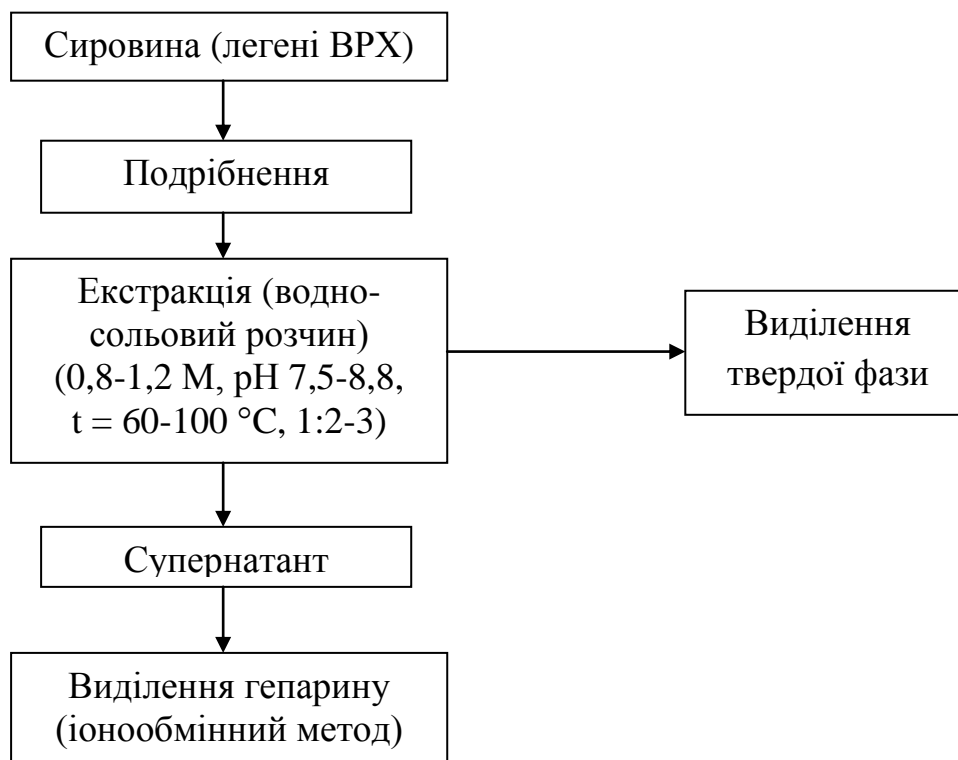 Сировина (легені ВРХ)
Подрібнення
Екстракція (водно-
сольовий розчин)
(0,8-1,2 М, рН 7,5-8,8,
t = 60-100 °С, 1:2-3)
Виділення
твердої фази
Супернатант
Виділення гепарину
(іонообмінний метод)